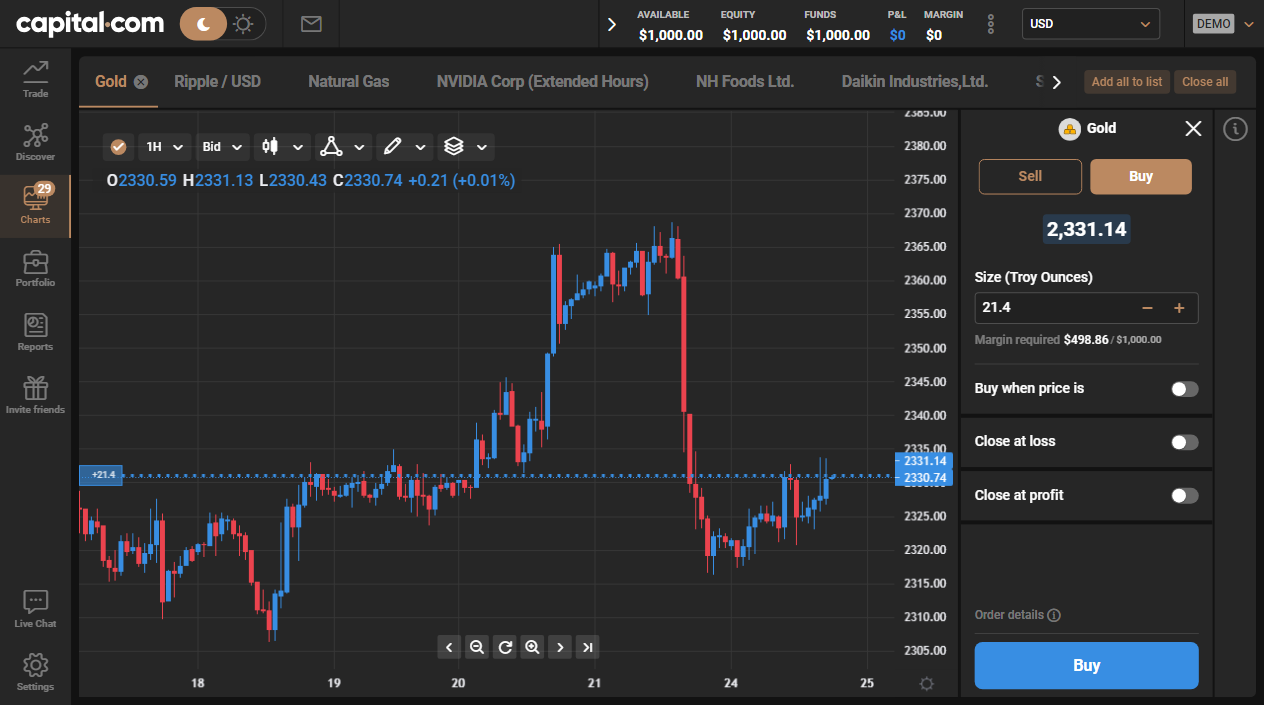 capital.com
AVAILABLE EQUITY FUNDS P&L MARGIN
$1,000.00 $1,000.00 $1,000.00 $0 $0
USD
DEMO
Trade
Discover
29
Charts
Portfolio
Reports
Invite friends
Live Chat
Settings
Gold Ripple / USD Natural Gas NVIDIA Corp (Extended Hours) NH Foods Ltd. Daikin Industries,Ltd.
Add all to list Close all
1H Bid
O2330.59 H2331.13 L2330.43 C2330.74 +0.21 (+0.01%)
+21.4
2385.00
2380.00
2375.00
2370.00
2365.00
2360.00
2355.00
2350.00
2345.00
2340.00
2335.00
2331.14
2330.74
2325.00
2320.00
2315.00
2310.00
2305.00
18 19 20 21 24 25
Gold
Sell Buy
2,331.14
Size (Troy Ounces)
21.4 − +
Margin required $498.86 / $1,000.00
Buy when price is
Close at loss
Close at profit
Order details
Buy